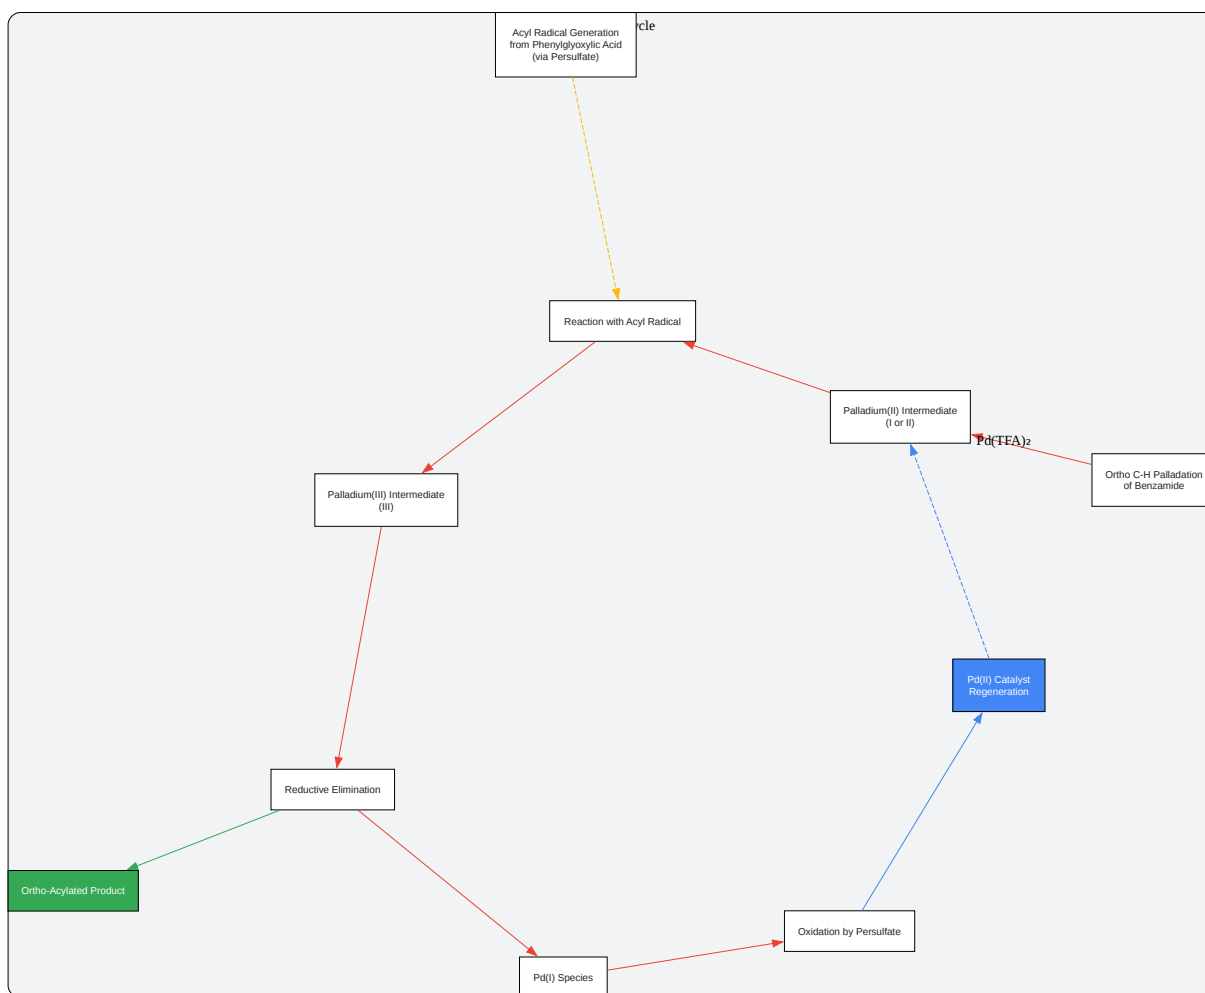 Acyl Radical Generation
from Phenylglyoxylic Acid
(via Persulfate)
Reaction with Acyl Radical
Palladium(II) Intermediate
(I or II)
Pd(TFA)₂
Ortho C-H Palladation
of Benzamide
Palladium(III) Intermediate
(III)
Pd(II) Catalyst
Regeneration
Reductive Elimination
Ortho-Acylated Product
Oxidation by Persulfate
Pd(I) Species